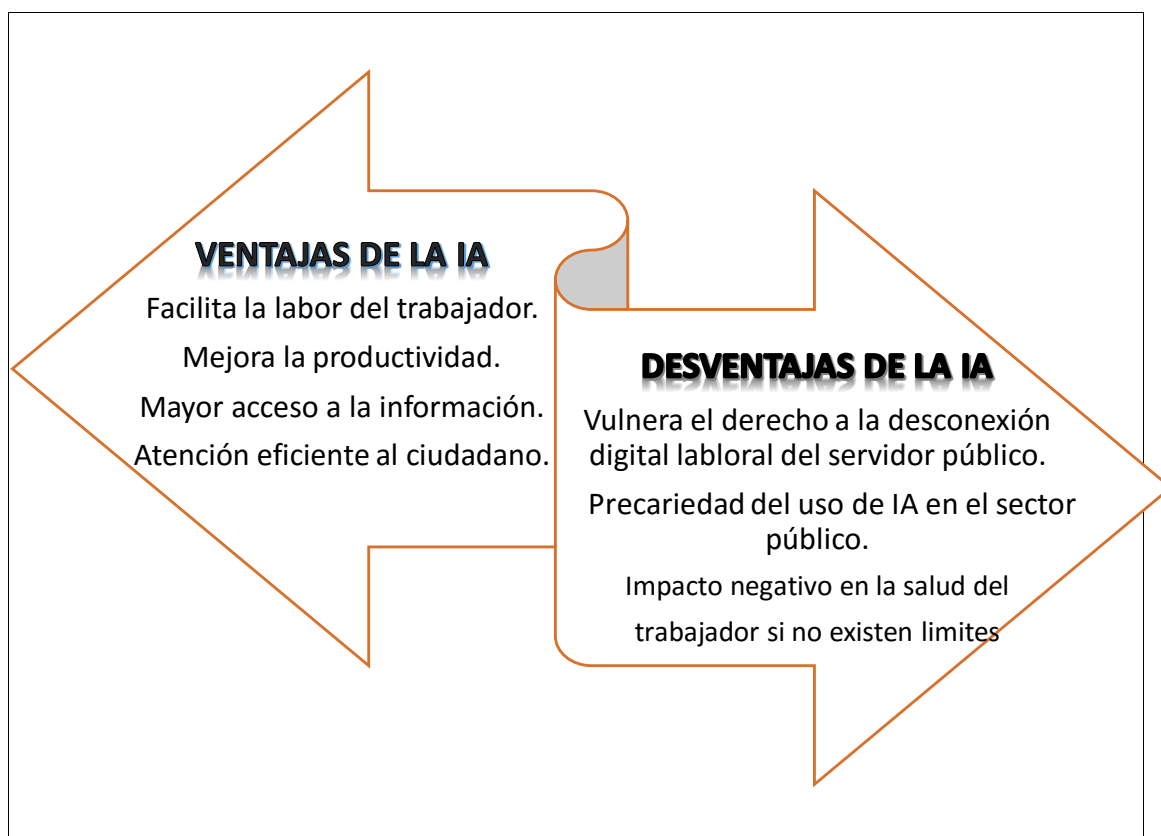 VENTAJAS DE LA IA
Facilita la labor del trabajador.
Mejora la productividad.
Mayor acceso a la información.
Atención eficiente al ciudadano.
DESVENTAJAS DE LA IA
Vulnera el derecho a la desconexión
digital labloral del servidor público.
Precariedad del uso de IA en el sector
público.
Impacto negativo en la salud del
trabajador si no existen limites